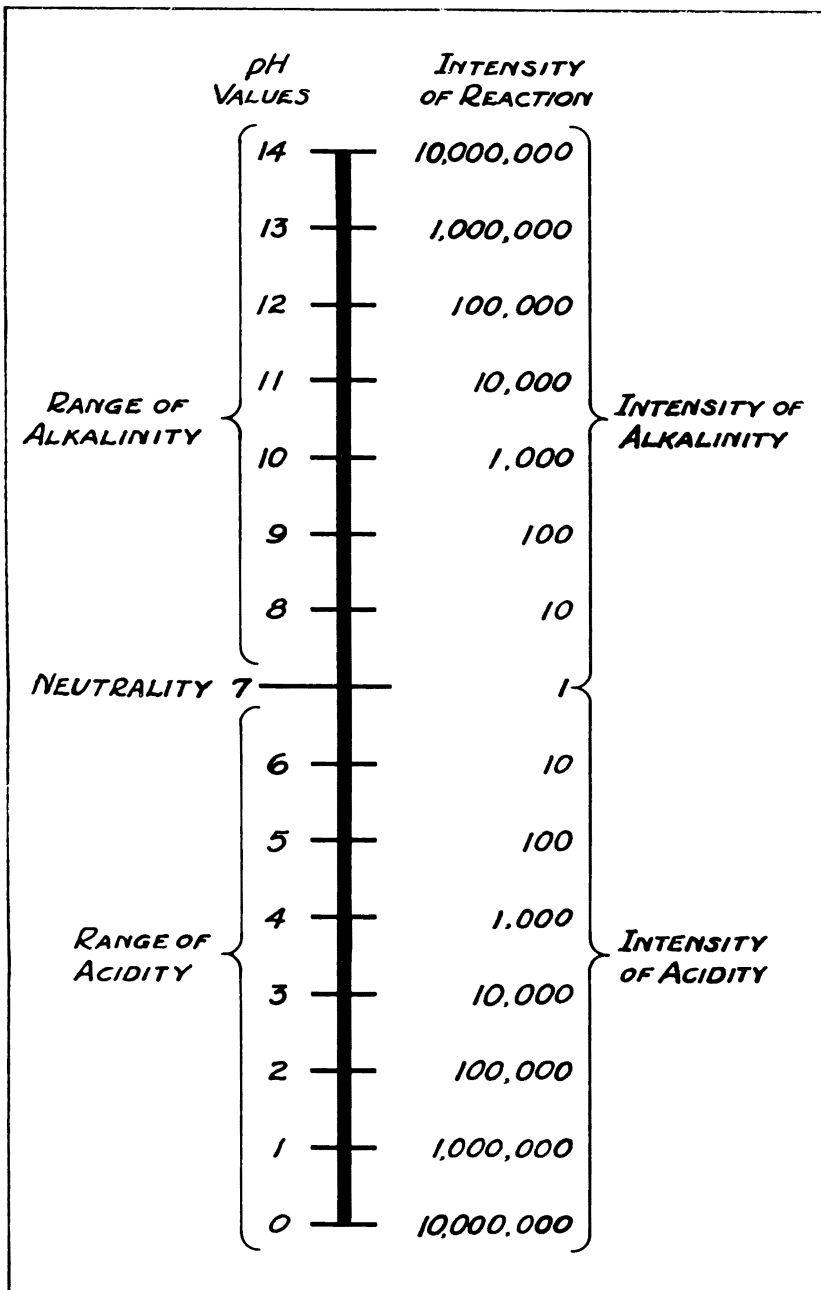 pH VALUES
INTENSITY OF REACTION
14 10,000,000
13 1,000,000
12 100,000
11 10,000
RANGE OF ALKALINITY
INTENSITY OF ALKALINITY
10 1,000
9 100
8 10
NEUTRALITY 7 1
6 10
5 100
4 1,000
RANGE OF ACIDITY
INTENSITY OF ACIDITY
3 10,000
2 100,000
1 1,000,000
0 10,000,000